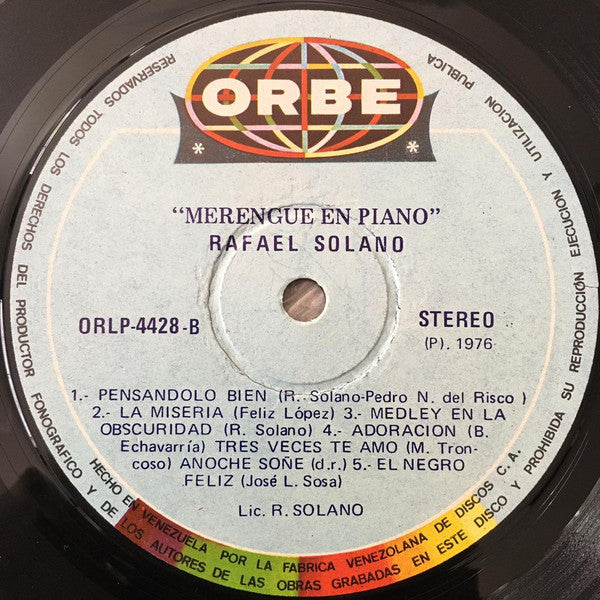 ORBE
* *
"MERENGUE EN PIANO"
RAFAEL SOLANO
ORLP-4428-B
STEREO
(P). 1976
1.- PENSANDOLO BIEN (R. Solano-Pedro N. del Risco )
2.- LA MISERIA (Feliz López) 3.- MEDLEY EN LA
OBSCURIDAD (R. Solano) 4.- ADORACION (B.
Echavarría) TRES VECES TE AMO (M. Tron-
coso) ANOCHE SOÑE (d.r.) 5.- EL NEGRO
FELIZ (José L. Sosa)
Lic. R. SOLANO
RESERVADOS TODOS LOS DERECHOS DEL PRODUCTOR FONOGRAFICO Y DE LOS AUTORES DE LAS OBRAS GRABADAS EN ESTE DISCO Y PROHIBIDA SU REPRODUCCIÓN EJECUCION Y UTILIZACION PUBLICA
HECHO EN VENEZUELA POR LA FABRICA VENEZOLANA DE DISCOS C.A.